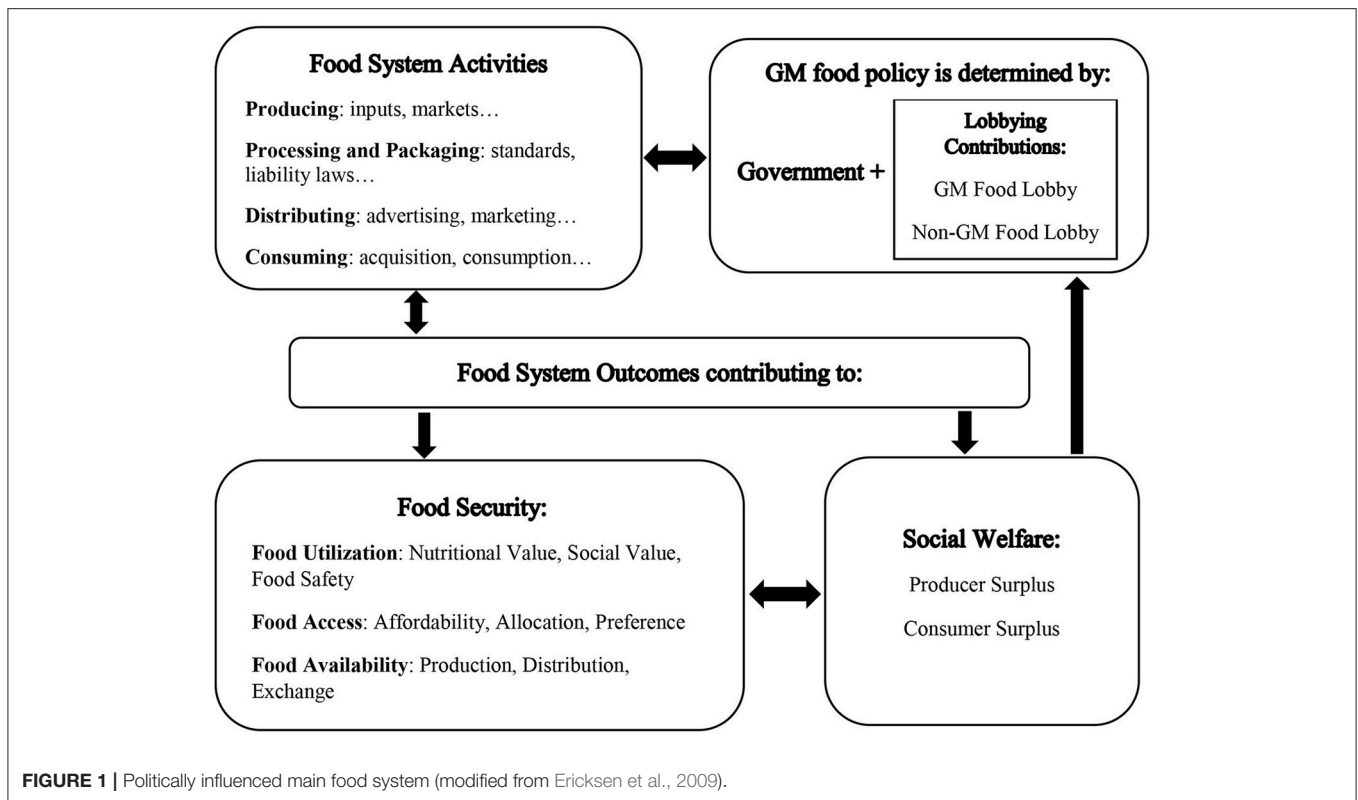 Food System Activities
Producing: inputs, markets…
Processing and Packaging: standards,
liability laws…
Distributing: advertising, marketing…
Consuming: acquisition, consumption…
GM food policy is determined by:
Government +
Lobbying
Contributions:
GM Food Lobby
Non-GM Food Lobby
Food System Outcomes contributing to:
Food Security:
Food Utilization: Nutritional Value, Social Value,
Food Safety
Food Access: Affordability, Allocation, Preference
Food Availability: Production, Distribution,
Exchange
Social Welfare:
Producer Surplus
Consumer Surplus
FIGURE 1 | Politically influenced main food system (modified from Ericksen et al., 2009).